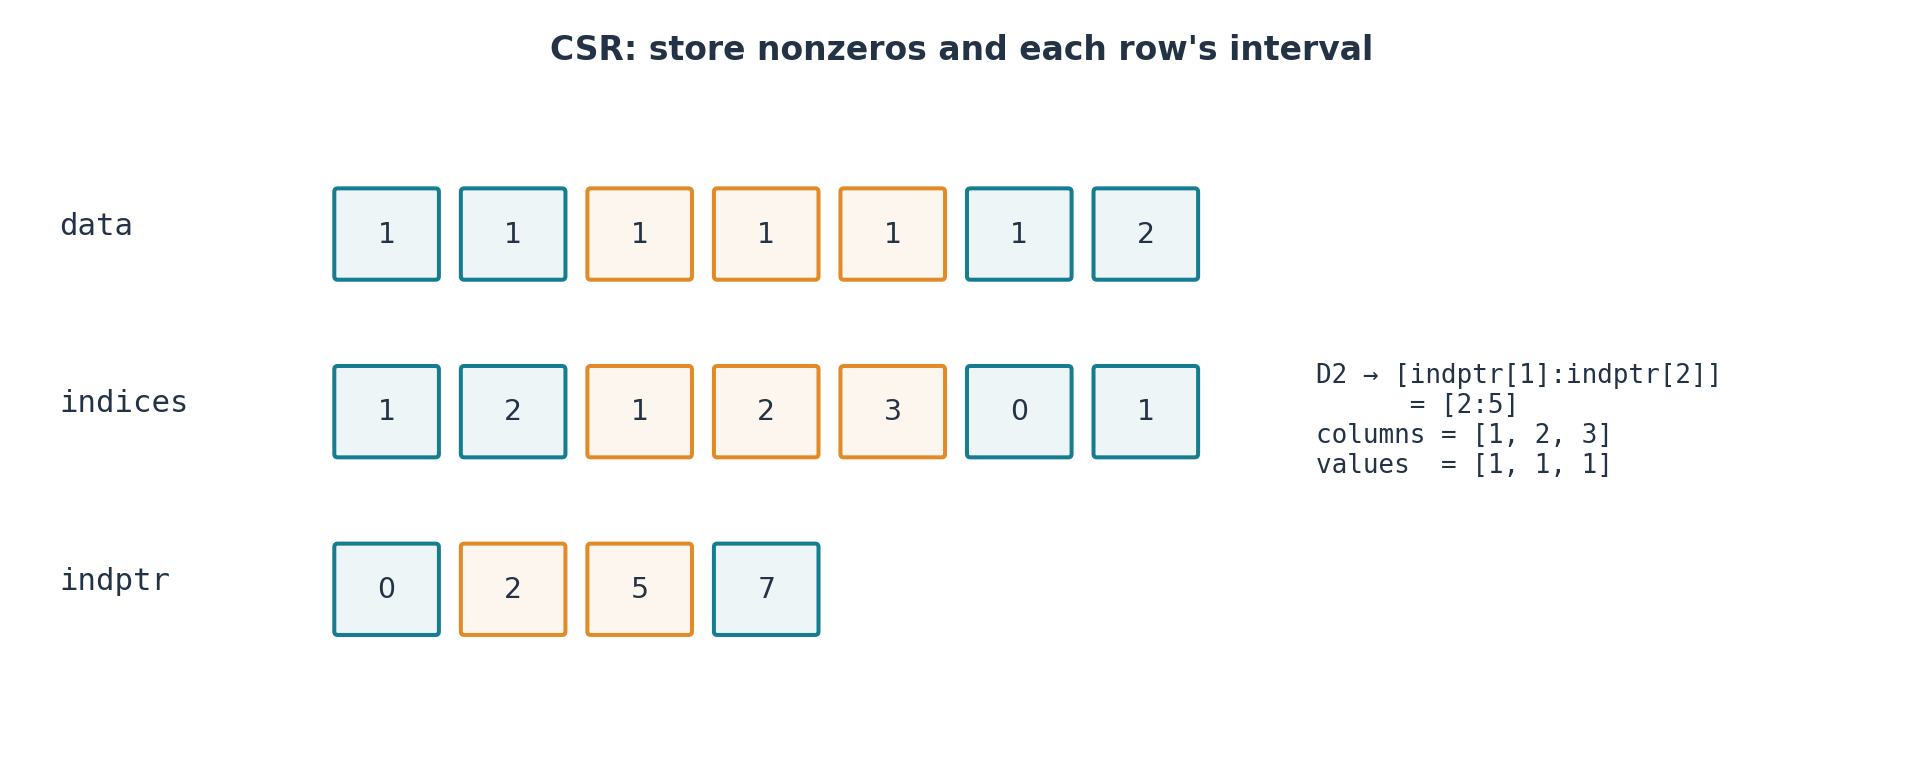 CSR: store nonzeros and each row's interval
data 1 1 1 1 1 1 2
indices 1 2 1 2 3 0 1
D2 → [indptr[1]:indptr[2]]
= [2:5]
columns = [1, 2, 3]
values = [1, 1, 1]
indptr 0 2 5 7